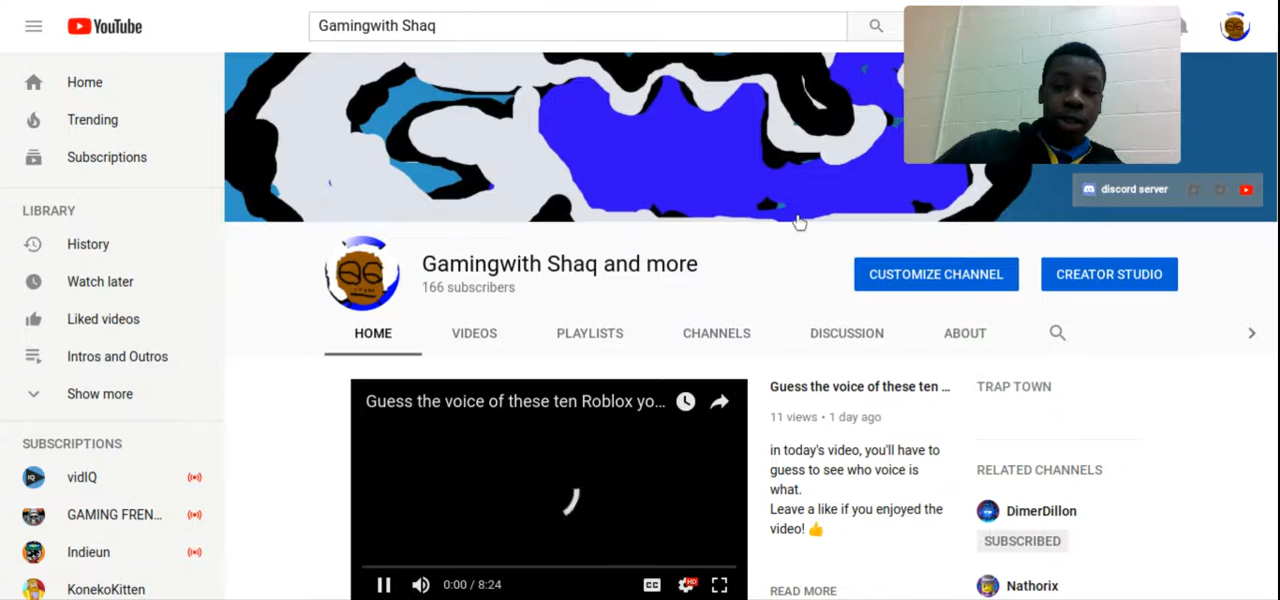 YouTube
Gamingwith Shaq
Home
Trending
Subscriptions
LIBRARY
History
Watch later
Liked videos
Intros and Outros
Show more
SUBSCRIPTIONS
vidIQ
GAMING FREN...
Indieun
KonekoKitten
discord server
Gamingwith Shaq and more
166 subscribers
CUSTOMIZE CHANNEL
CREATOR STUDIO
HOME
VIDEOS
PLAYLISTS
CHANNELS
DISCUSSION
ABOUT
Guess the voice of these ten Roblox yo...
0:00 / 8:24
CC
HD
Guess the voice of these ten ...
11 views • 1 day ago
in today's video, you'll have to
guess to see who voice is
what.
Leave a like if you enjoyed the
video! 👍
READ MORE
TRAP TOWN
RELATED CHANNELS
DimerDillon
SUBSCRIBED
Nathorix